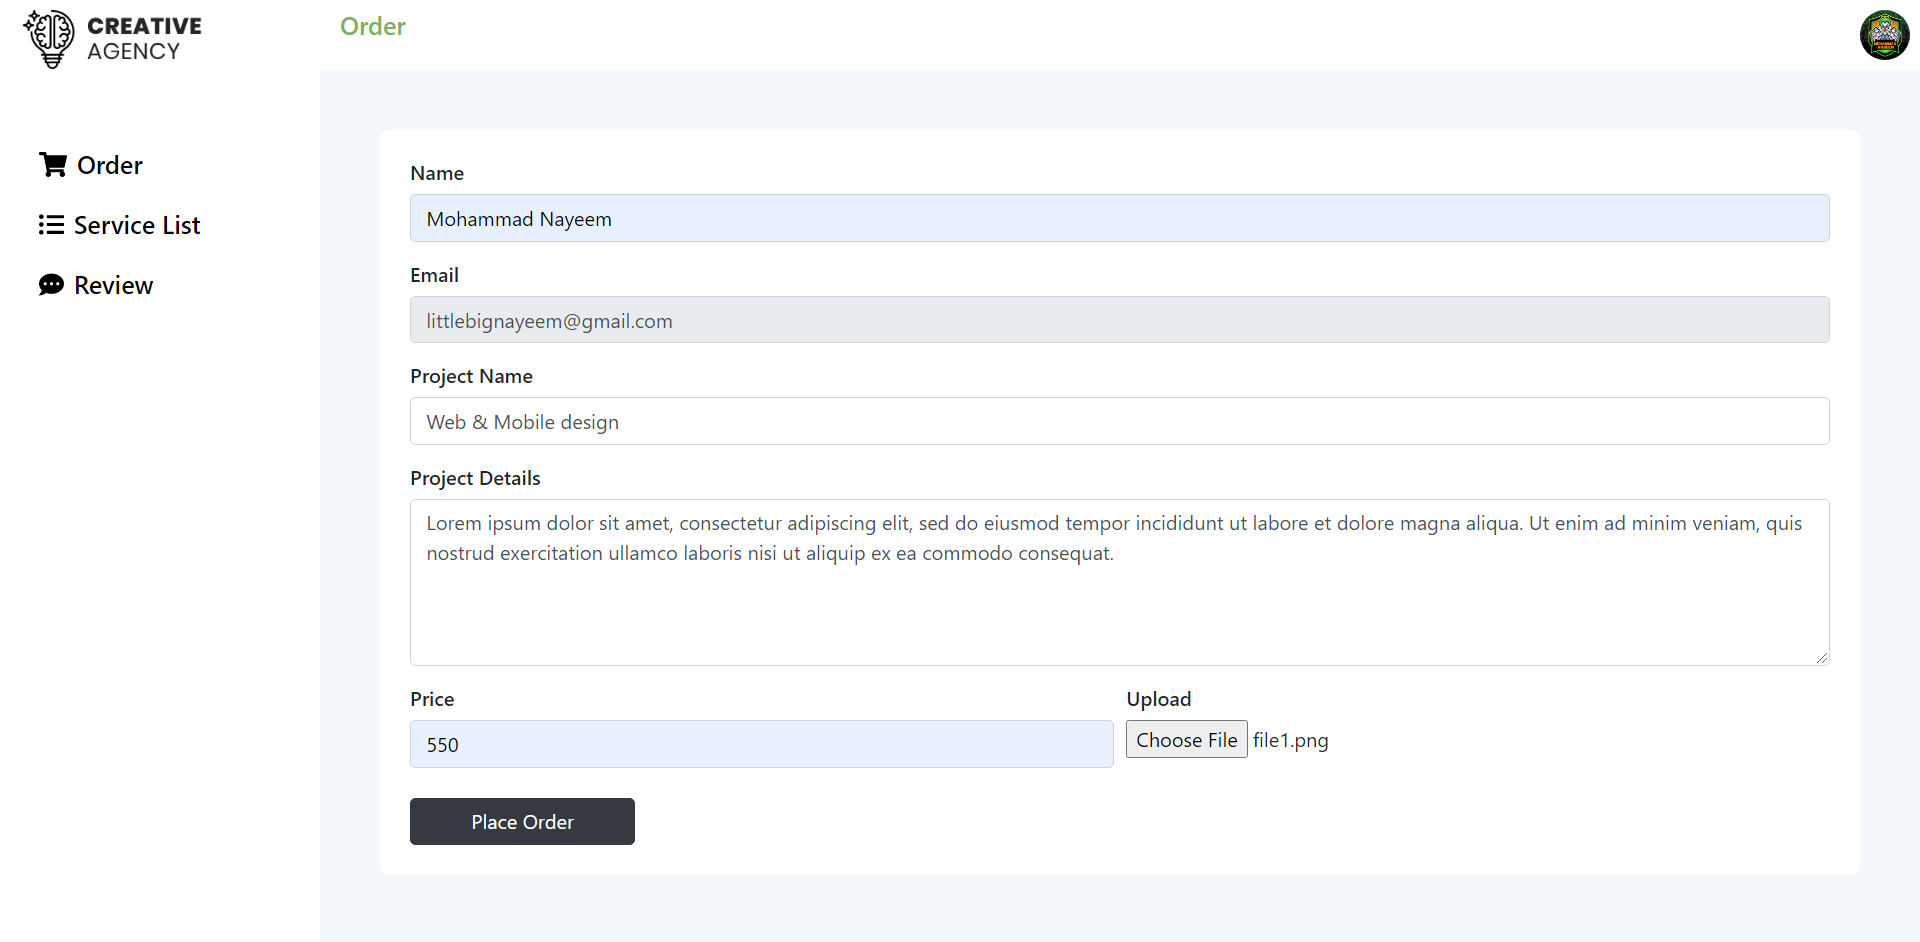 CREATIVE
AGENCY
Order
Order
Service List
Review
Name
Mohammad Nayeem
Email
littlebignayeem@gmail.com
Project Name
Web & Mobile design
Project Details
Lorem ipsum dolor sit amet, consectetur adipiscing elit, sed do eiusmod tempor incididunt ut labore et dolore magna aliqua. Ut enim ad minim veniam, quis
nostrud exercitation ullamco laboris nisi ut aliquip ex ea commodo consequat.
Price
Upload
550
Choose File file1.png
Place Order